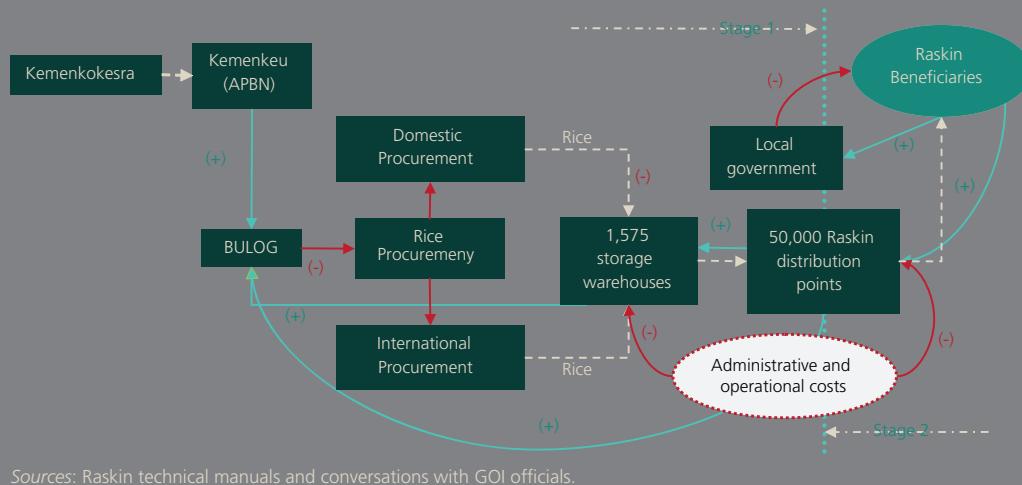 Stage 1
Kemenkokesra
Kemenkeu
(APBN)
Raskin
Beneficiaries
(-)
Domestic
Procurement
Rice
Local
government
(+)
(+)
(-)
(+)
BULOG
(-)
Rice
Procuremeny
1,575
storage
warehouses
(+)
50,000 Raskin
distribution
points
(+)
International
Procurement
Rice
(-)
Administrative and
operational costs
(-)
(+)
Stage 2
Sources: Raskin technical manuals and conversations with GOI officials.